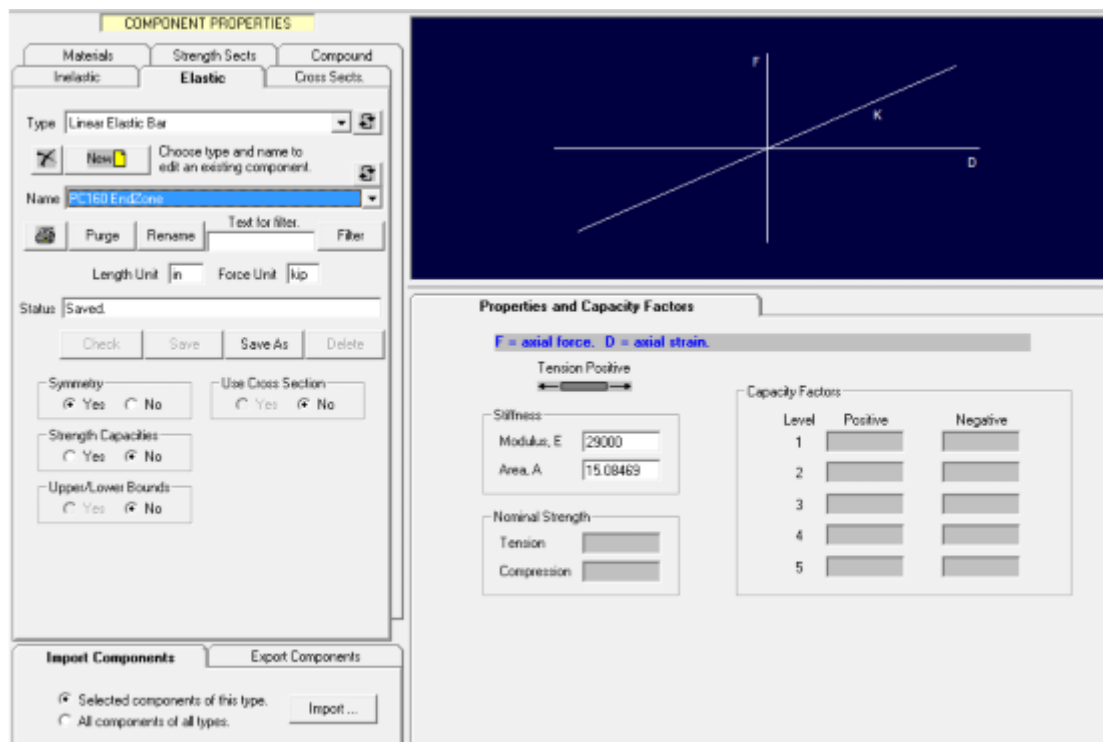 COMPONENT PROPERTIES
Materials Strength Sects Compound
Inelastic Elastic Cross Sects.
Type Linear Elastic Bar
New Choose type and name to
edit an existing component.
Name PC160 EndZone
Purge Rename Text for filter. Filter
Length Unit in Force Unit kip
Status Saved.
Check Save Save As Delete
Symmetry Use Cross Section
Yes No Yes No
Strength Capacities
Yes No
Upper/Lower Bounds
Yes No
Import Components Export Components
Selected components of this type.
All components of all types.
Import ...
F
K
D
Properties and Capacity Factors
F = axial force. D = axial strain.
Tension Positive
Stiffness
Modulus, E 29000
Area, A 15.08469
Nominal Strength
Tension
Compression
Capacity Factors
Level Positive Negative
1
2
3
4
5